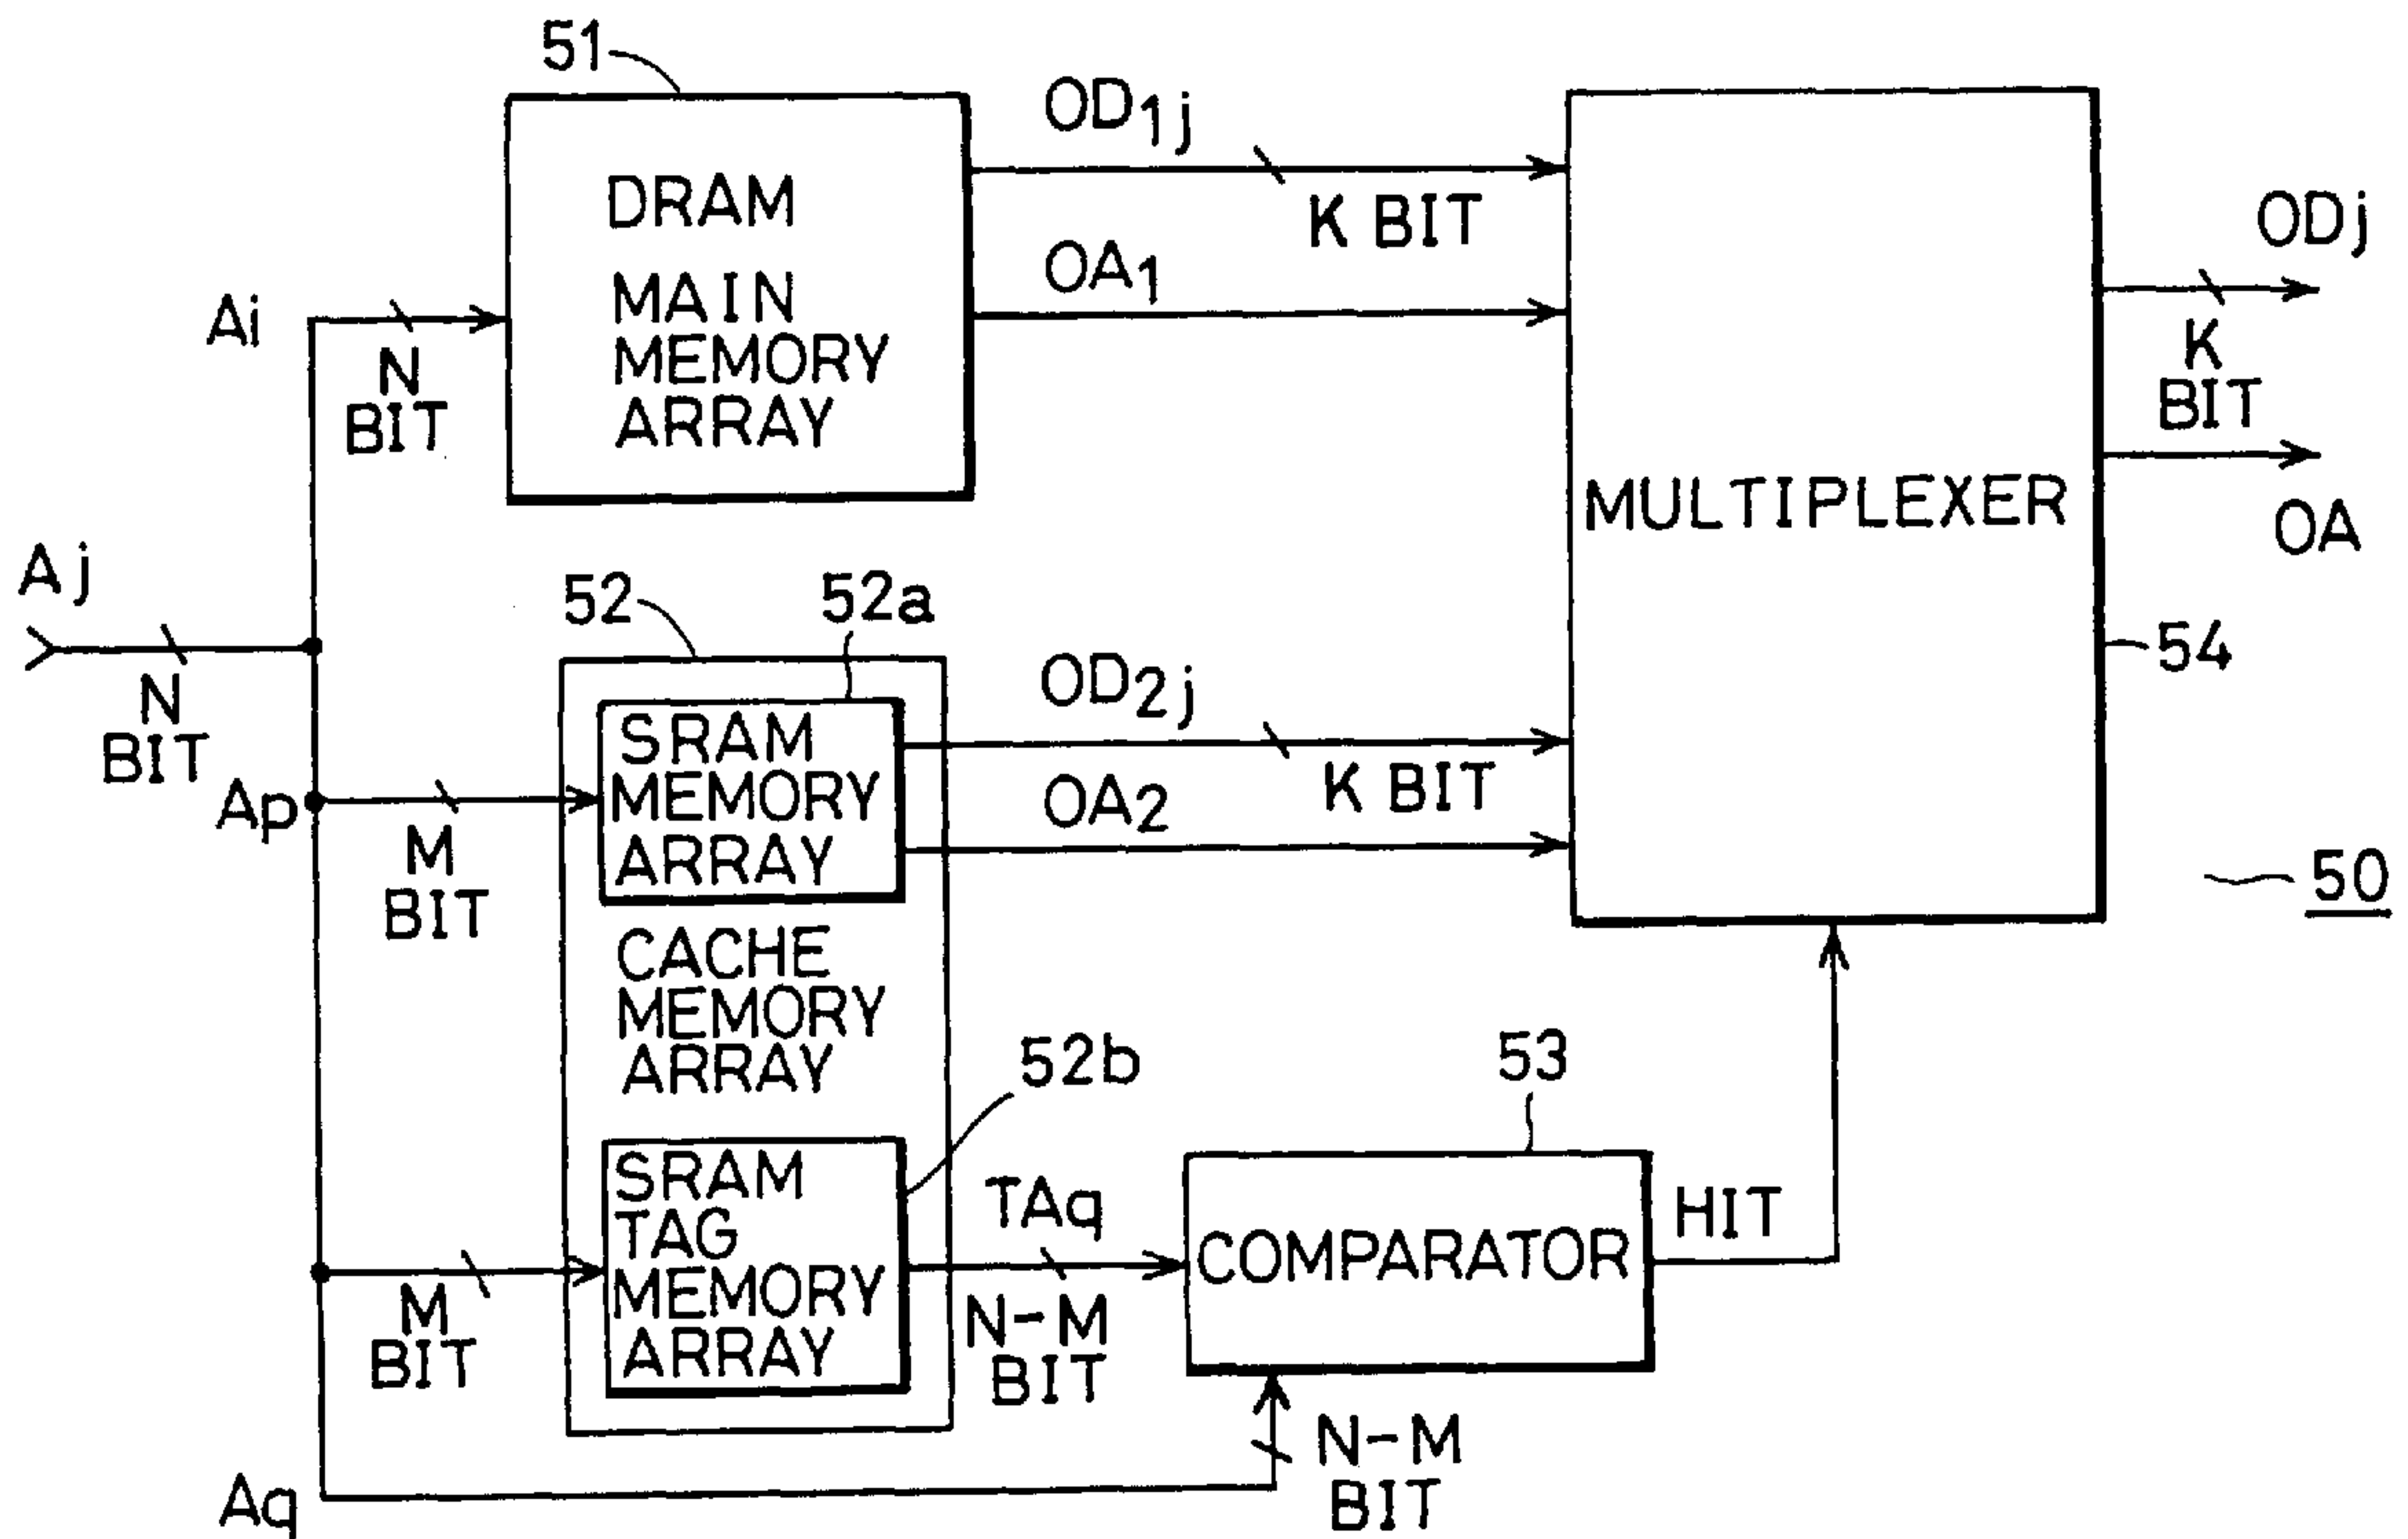 51
DRAM
MAIN
MEMORY
ARRAY
OD1j
K BIT
OA1
Ai
N
BIT
ODj
K
BIT
OA
MULTIPLEXER
54
Aj
N
BIT
52
52a
SRAM
MEMORY
ARRAY
OD2j
K BIT
OA2
Ap
M
BIT
50
CACHE
MEMORY
ARRAY
52b
SRAM
TAG
MEMORY
ARRAY
M
BIT
TAq
N-M
BIT
53
COMPARATOR
HIT
N-M
BIT
Aq